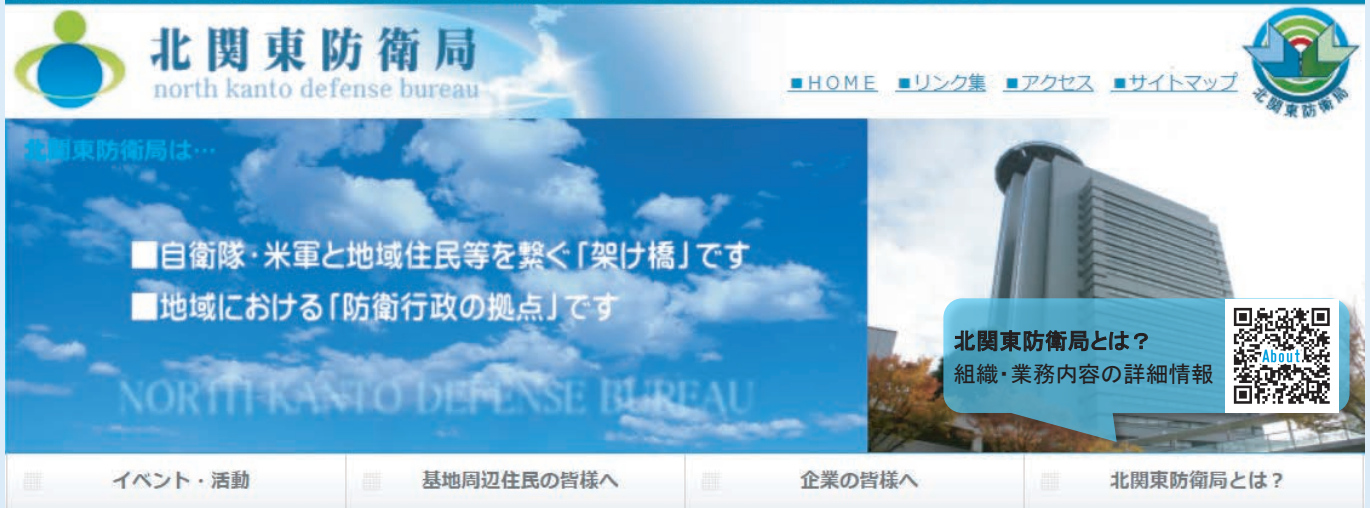 北関東防衛局
north kanto defense bureau
■HOME ■リンク集 ■アクセス ■サイトマップ
北関東防衛局
北関東防衛局は…
■自衛隊・米軍と地域住民等を繋ぐ「架け橋」です
■地域における「防衛行政の拠点」です
NORTH KANTO DEFENSE BUREAU
北関東防衛局とは？
組織・業務内容の詳細情報
About
イベント・活動
基地周辺住民の皆様へ
企業の皆様へ
北関東防衛局とは？